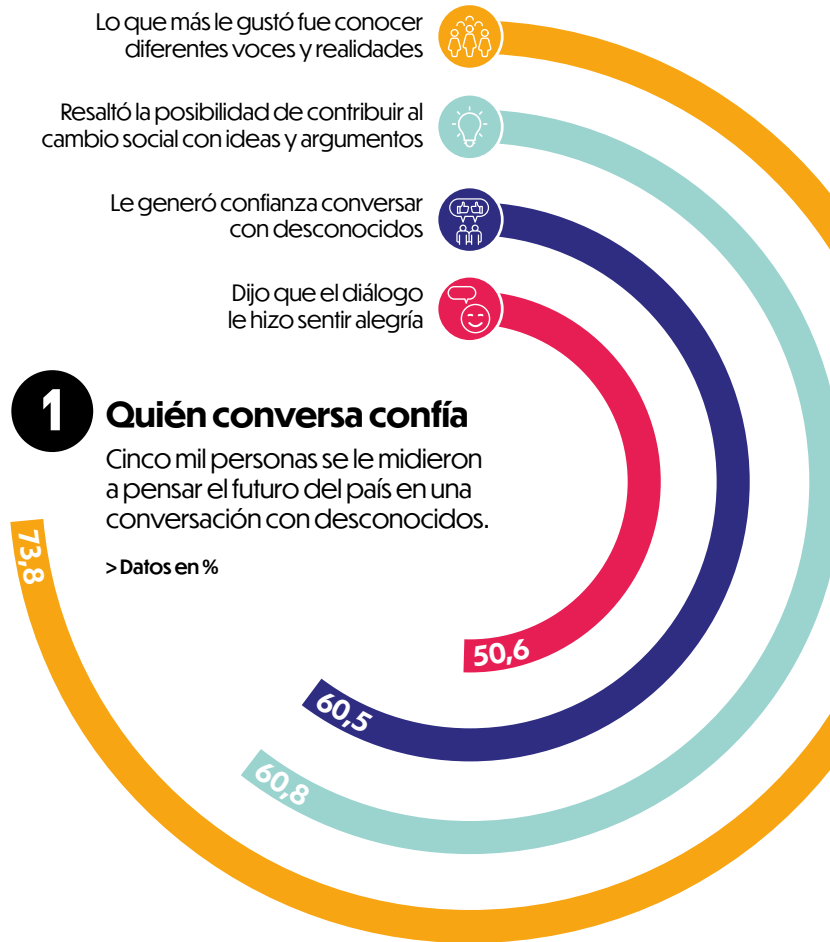 Lo que más le gustó fue conocer
diferentes voces y realidades
Resaltó la posibilidad de contribuir al
cambio social con ideas y argumentos
Le generó confianza conversar
con desconocidos
Dijo que el diálogo
le hizo sentir alegría
1 Quién conversa confía
Cinco mil personas se le midieron
a pensar el futuro del país en una
conversación con desconocidos.
> Datos en %
73,8
50,6
60,5
60,8